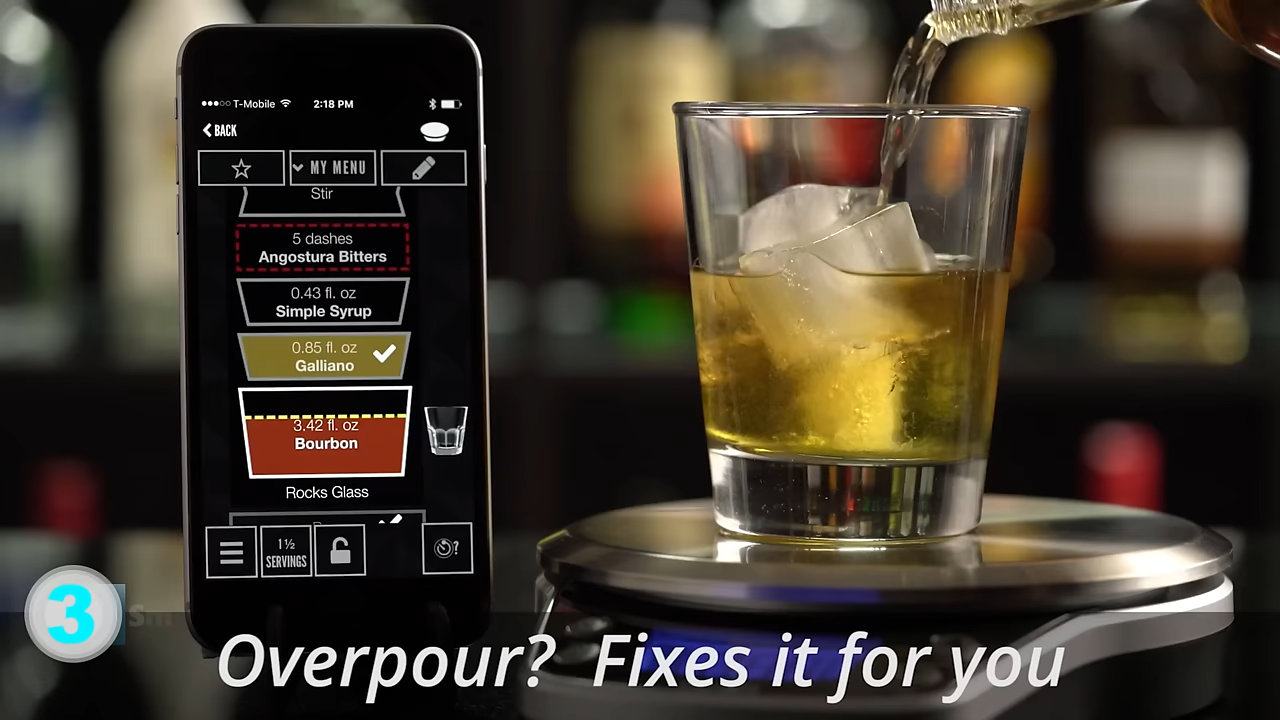 T-Mobile 2:18 PM
BACK
MY MENU
Stir
5 dashes
Angostura Bitters
0.43 fl. oz
Simple Syrup
0.85 fl. oz
Galliano
3.42 fl. oz
Bourbon
Rocks Glass
1½
SERVINGS
?
3
Overpour? Fixes it for you